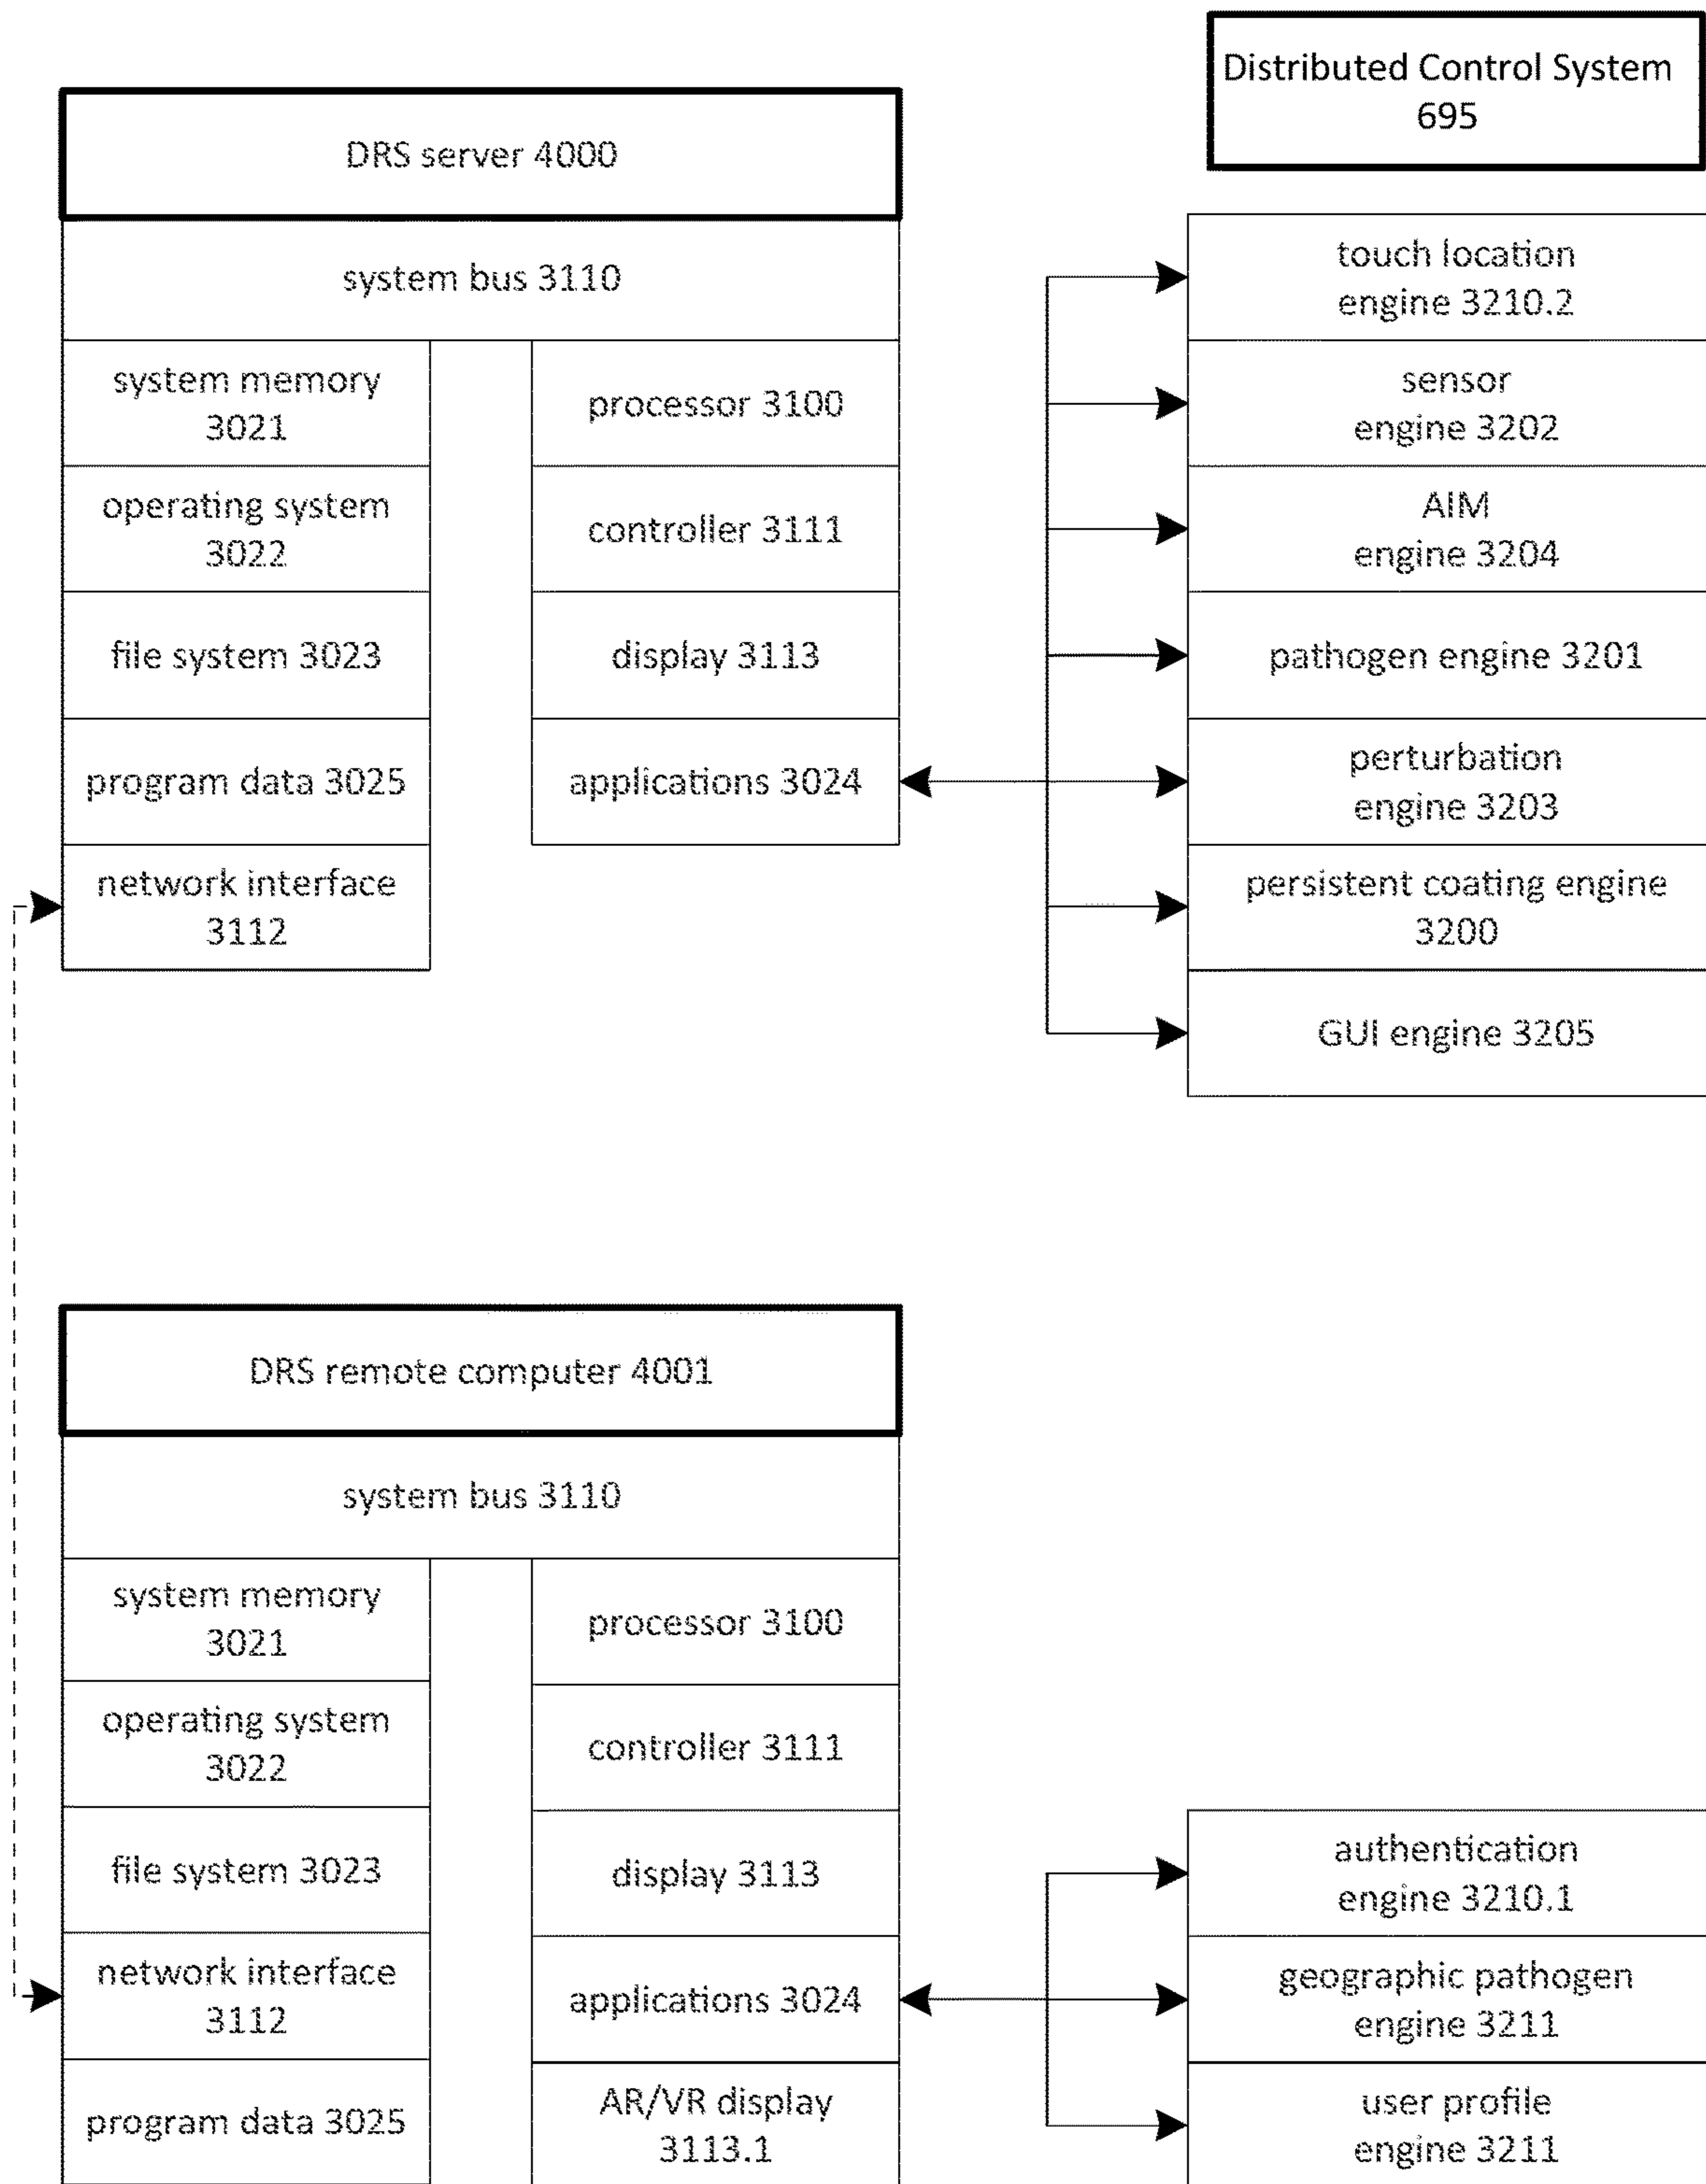 Distributed Control System
695
DRS server 4000
system bus 3110
system memory
3021
operating system
3022
file system 3023
program data 3025
network interface
3112
processor 3100
controller 3111
display 3113
applications 3024
touch location
engine 3210.2
sensor
engine 3202
AIM
engine 3204
pathogen engine 3201
perturbation
engine 3203
persistent coating engine
3200
GUI engine 3205
DRS remote computer 4001
system bus 3110
system memory
3021
operating system
3022
file system 3023
network interface
3112
program data 3025
processor 3100
controller 3111
display 3113
applications 3024
AR/VR display
3113.1
authentication
engine 3210.1
geographic pathogen
engine 3211
user profile
engine 3211